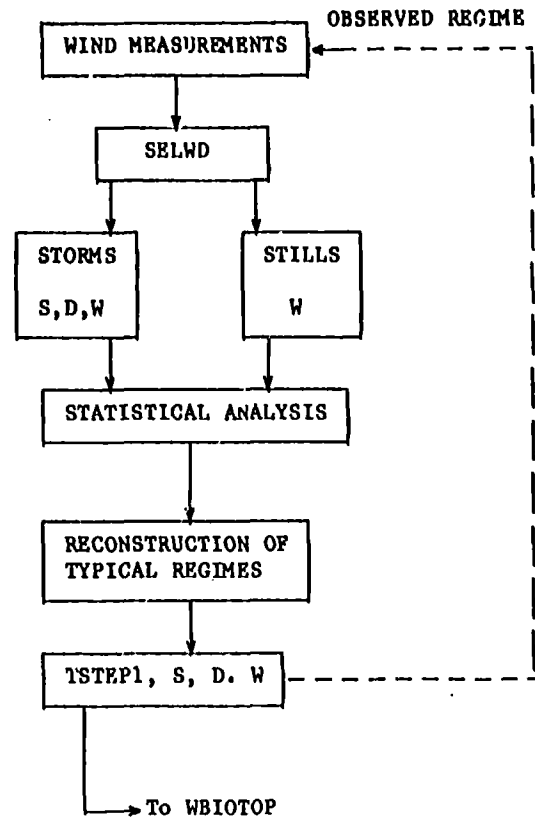 OBSERVED REGIME
WIND MEASUREMENTS
SELWD
STORMS
S,D,W
STILLS
W
STATISTICAL ANALYSIS
RECONSTRUCTION OF
TYPICAL REGIMES
TSTEP1, S, D. W
To WBIOTOP